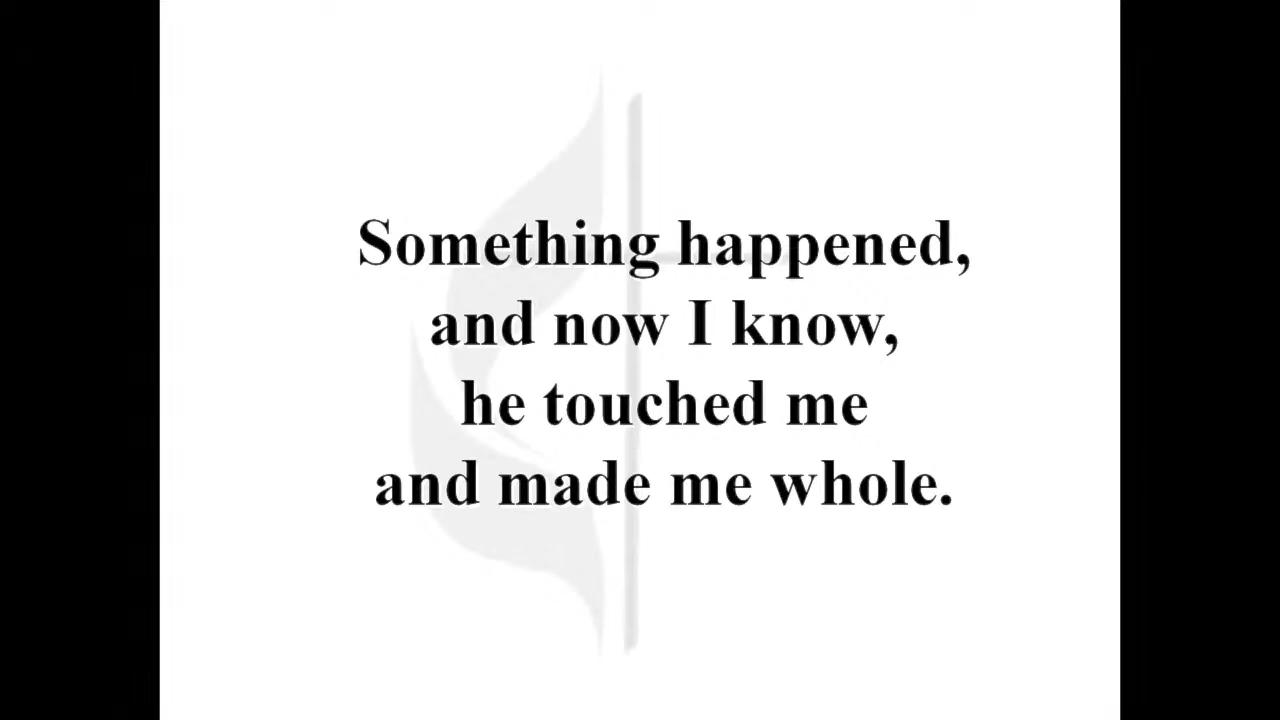 Something happened,
and now I know,
he touched me
and made me whole.